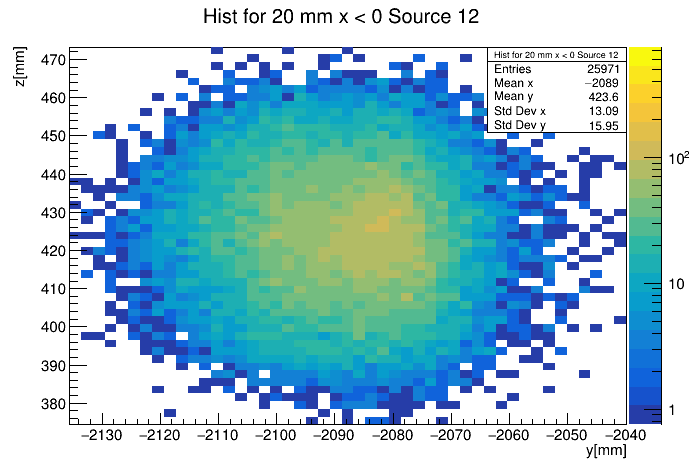 Hist for 20 mm x < 0 Source 12
z[mm]
Hist for 20 mm x < 0 Source 12
Entries 25971
Mean x −2089
Mean y 423.6
Std Dev x 13.09
Std Dev y 15.95
470
460
450
440
430
420
410
400
390
380
10²
10
1
−2130 −2120 −2110 −2100 −2090 −2080 −2070 −2060 −2050 −2040
y[mm]